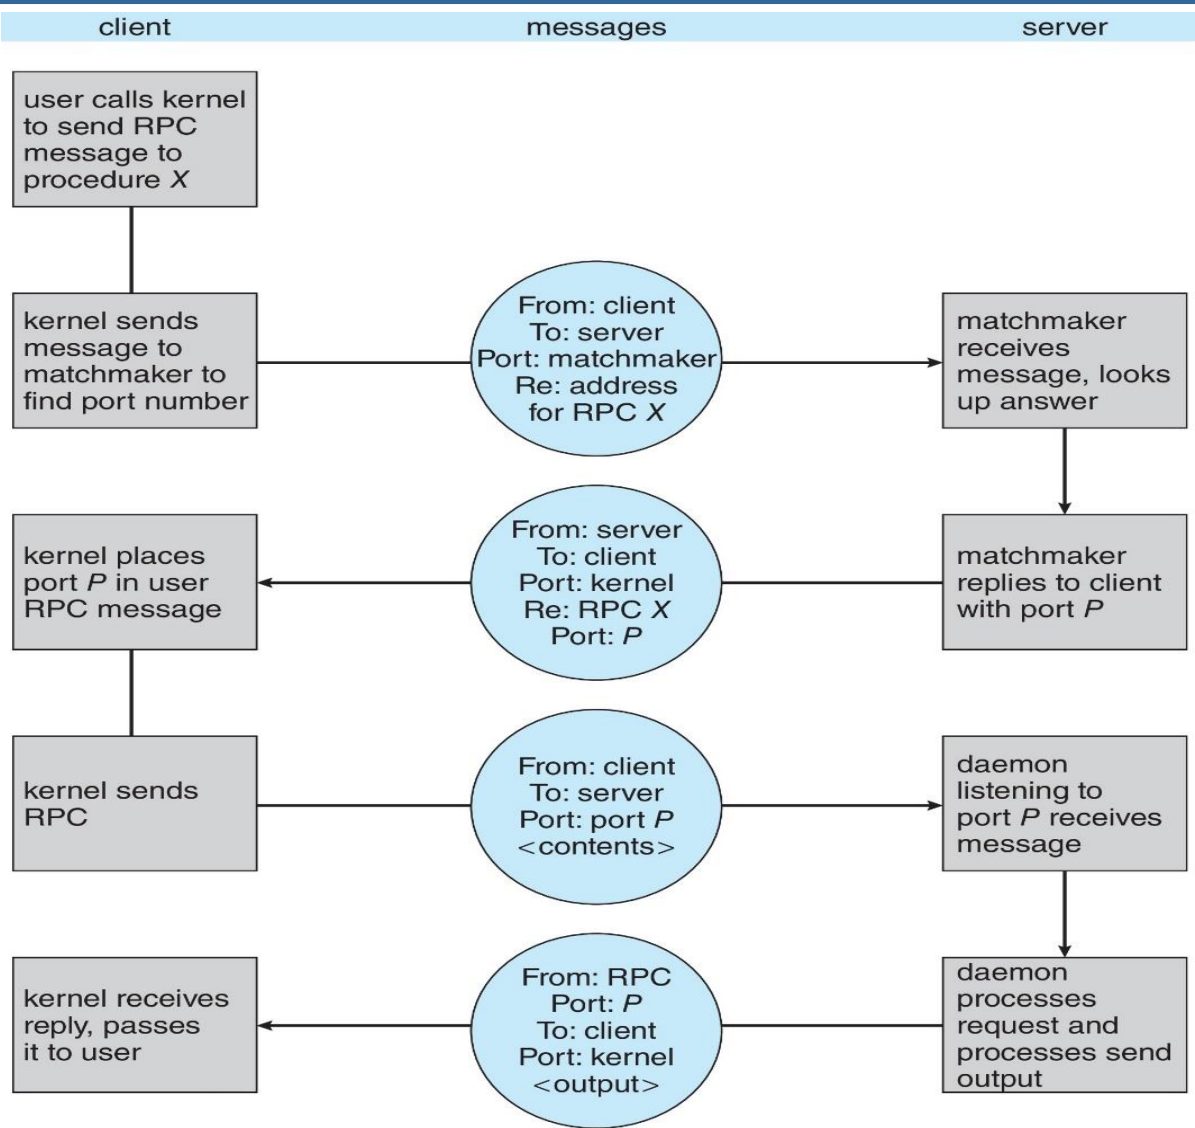 client
messages
server
user calls kernel
to send RPC
message to
procedure X
kernel sends
message to
matchmaker to
find port number
From: client
To: server
Port: matchmaker
Re: address
for RPC X
matchmaker
receives
message, looks
up answer
kernel places
port P in user
RPC message
From: server
To: client
Port: kernel
Re: RPC X
Port: P
matchmaker
replies to client
with port P
kernel sends
RPC
From: client
To: server
Port: port P
<contents>
daemon
listening to
port P receives
message
kernel receives
reply, passes
it to user
From: RPC
Port: P
To: client
Port: kernel
<output>
daemon
processes
request and
processes send
output